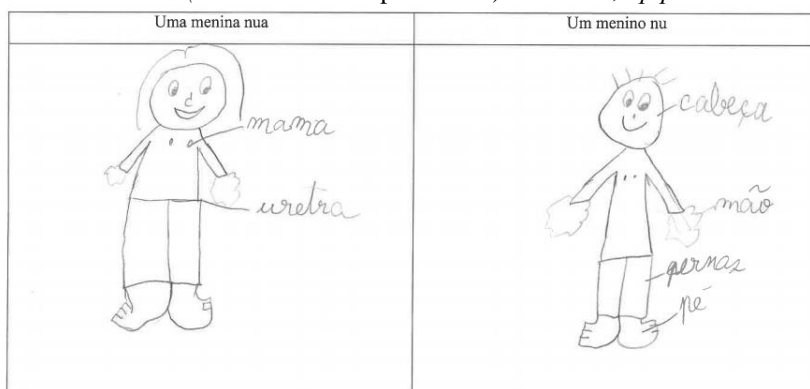 Uma menina nua
Um menino nu
mama
uretra
cabeça
mão
pernas
pé